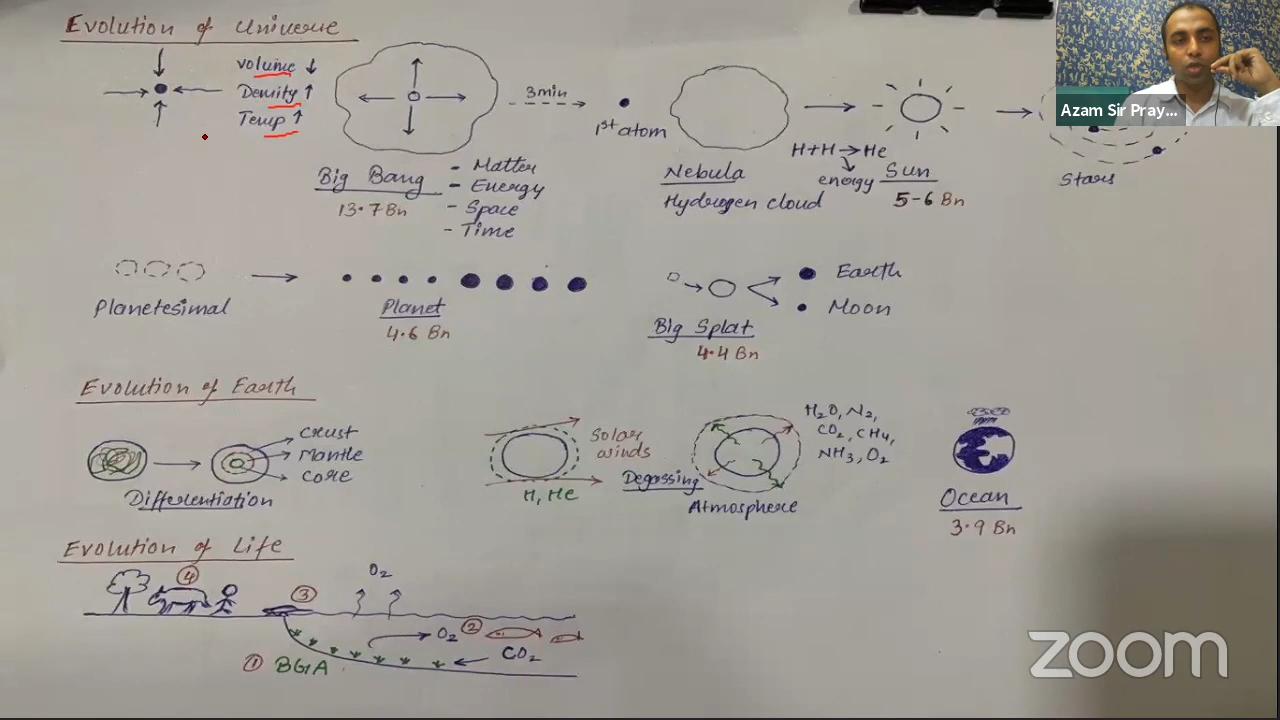 Evolution of Universe
Volume ↓
Density ↑
Temp ↑
Big Bang
13.7 Bn
- Matter
- Energy
- Space
- Time
3 min
1st atom
Nebula
Hydrogen cloud
H + H → He
energy
Sun
5-6 Bn
Stars
Azam Sir Pray...
Planetesimal
Planet
4.6 Bn
Big Splat
4.4 Bn
Earth
Moon
Evolution of Earth
Crust
Mantle
Core
Differentiation
Solar
winds
H, He
Degassing
Atmosphere
H2O, N2,
CO2, CH4,
NH3, O2
Ocean
3.9 Bn
Evolution of Life
④
③
O2
②
O2
CO2
① BGA
zoom